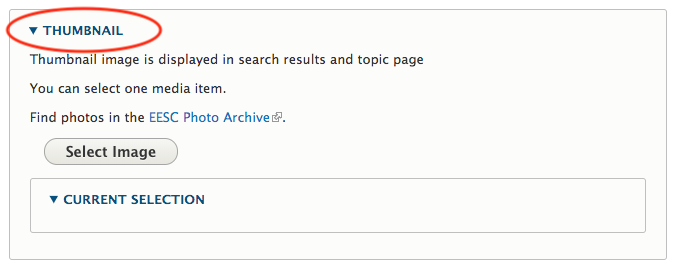 THUMBNAIL
Thumbnail image is displayed in search results and topic page
You can select one media item.
Find photos in the EESC Photo Archive.
Select Image
CURRENT SELECTION